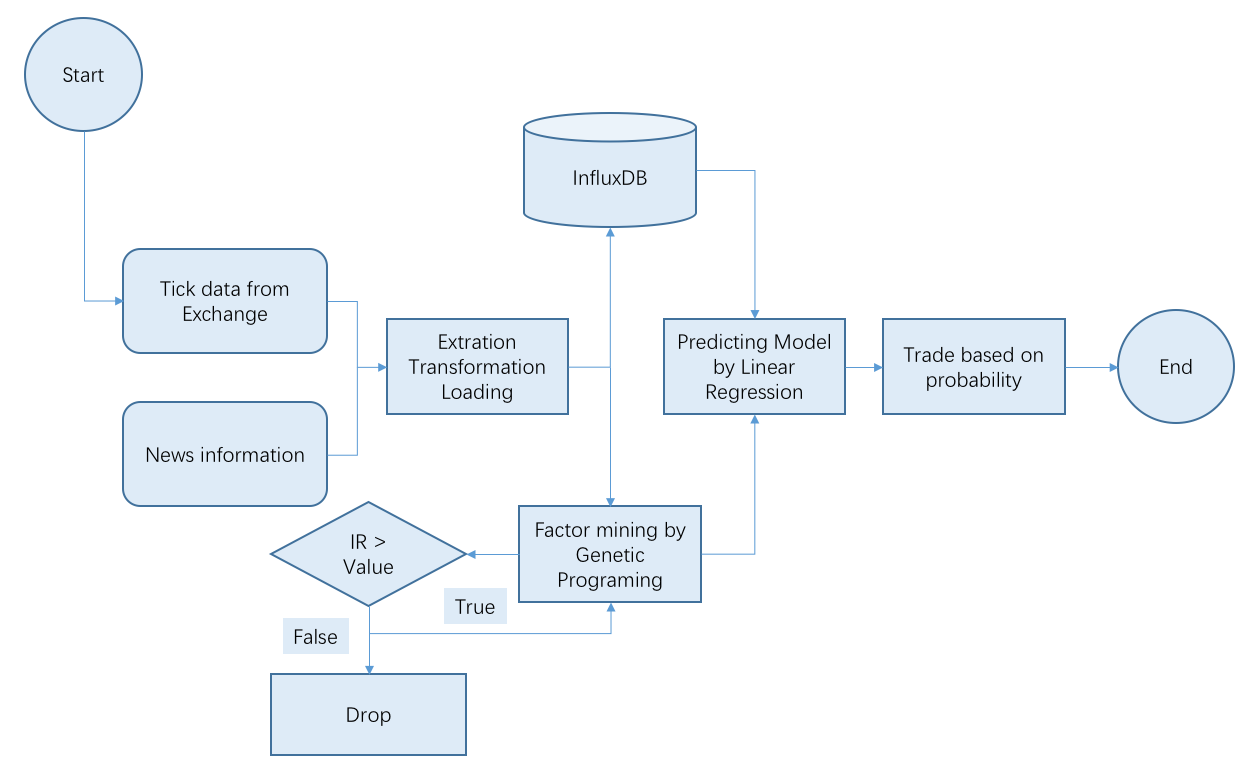 Start
InfluxDB
Tick data from
Exchange
Extration
Transformation
Loading
Predicting Model
by Linear
Regression
Trade based on
probability
End
News information
IR >
Value
Factor mining by
Genetic
Programing
True
False
Drop